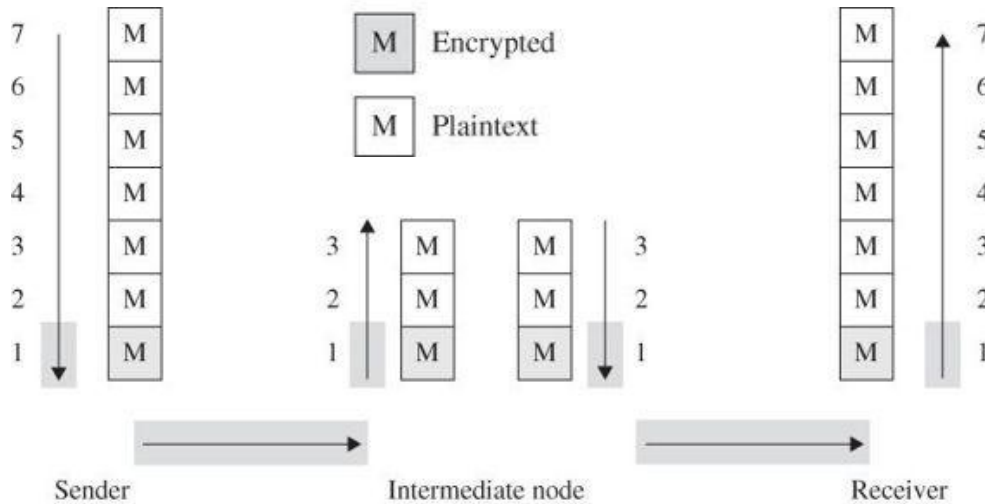 7 M M Encrypted M 7
6 M M 6
5 M M Plaintext M 5
4 M M 4
3 M 3 M M 3 M 3
2 M 2 M M 2 M 2
1 M 1 M M 1 M 1
Sender Intermediate node Receiver